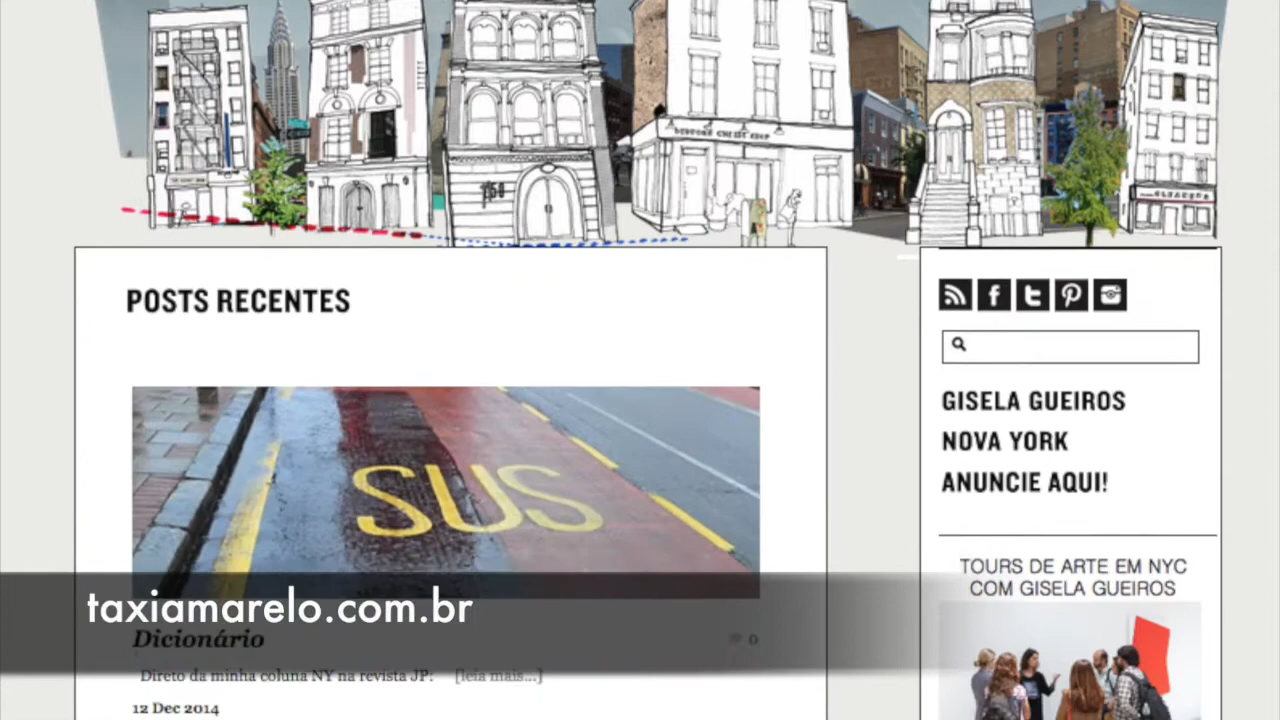 POSTS RECENTES
SUS
taxiamarelo.com.br
Dicionário
0
Direto da minha coluna NY na revista JP: [leia mais...]
12 Dec 2014
GISELA GUEIROS
NOVA YORK
ANUNCIE AQUI!
TOURS DE ARTE EM NYC
COM GISELA GUEIROS